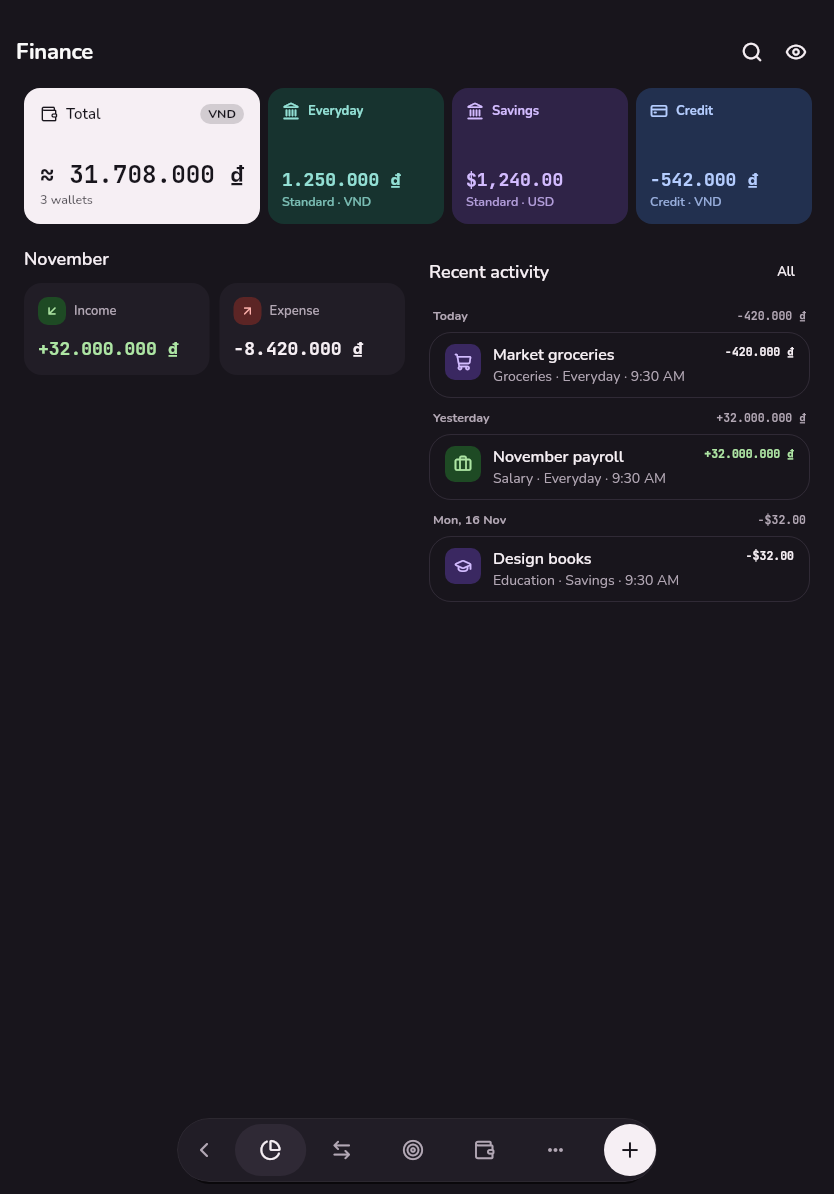 Finance
Total VND
≈ 31.708.000 ₫
3 wallets
Everyday
1.250.000 ₫
Standard · VND
Savings
$1,240.00
Standard · USD
Credit
-542.000 ₫
Credit · VND
November
Income
+32.000.000 ₫
Expense
-8.420.000 ₫
Recent activity All
Today -420.000 ₫
Market groceries -420.000 ₫
Groceries · Everyday · 9:30 AM
Yesterday +32.000.000 ₫
November payroll +32.000.000 ₫
Salary · Everyday · 9:30 AM
Mon, 16 Nov -$32.00
Design books -$32.00
Education · Savings · 9:30 AM